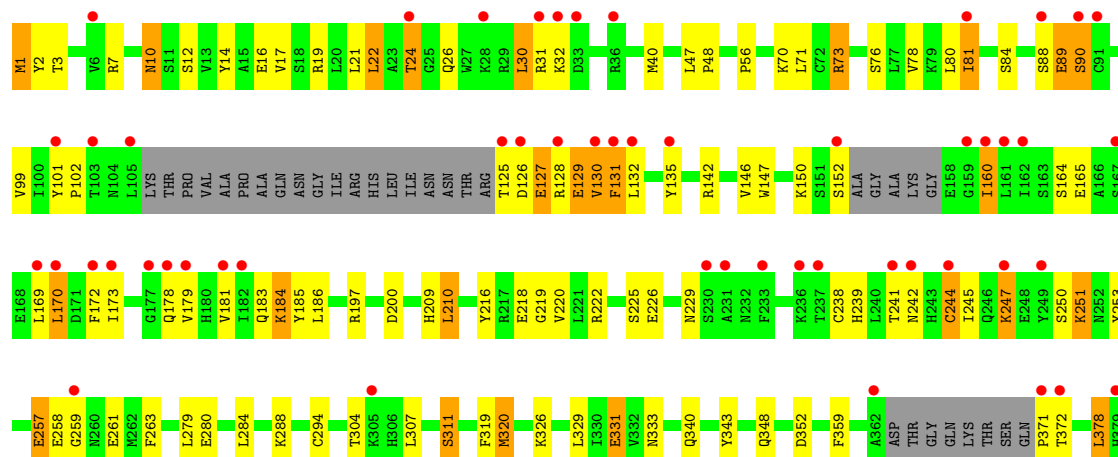 M1 Y2 T3 V6 R7 N10 S11 S12 V13 Y14 A15 E16 V17 S18 R19 L20 L21 L22 A23 T24 G25 Q26 W27 K28 R29 L30 R31 K32 D33 R36 M40 L47 P48 P56 K70 L71 C72 R73 S76 L77 V78 K79 L80 I81 S84 S88 E89 S90 C91
V99 I100 Y101 P102 T103 N104 L105 LYS THR PRO VAL ALA PRO ALA GLN ASN GLY ILE ARG HIS LEU ILE ASN ASN THR ARG T125 D126 E127 R128 E129 V130 F131 L132 Y135 R142 V146 W147 K150 S151 S152 ALA GLY ALA LYS GLY E158 G159 I160 L161 I162 S163 S164 E165 A166 S167
E168 L169 L170 D171 F172 I173 G177 Q178 V179 H180 V181 I182 Q183 K184 Y185 L186 R197 D200 H209 L210 Y216 R217 E218 G219 V220 L221 R222 S225 E226 N229 S230 A231 N232 F233 K236 T237 C238 H239 L240 T241 N242 H243 C244 I245 Q246 K247 E248 Y249 S250 K251 N252
E257 E258 G259 N260 E261 M262 F263 L279 E280 L284 K288 C294 T304 K305 H306 L307 S311 F319 M320 K326 L329 I330 E331 V332 N333 Q340 Y343 Q348 D352 F359 A362 ASP THR GLY GLN LYS THR SER GLN P371 T372 L378